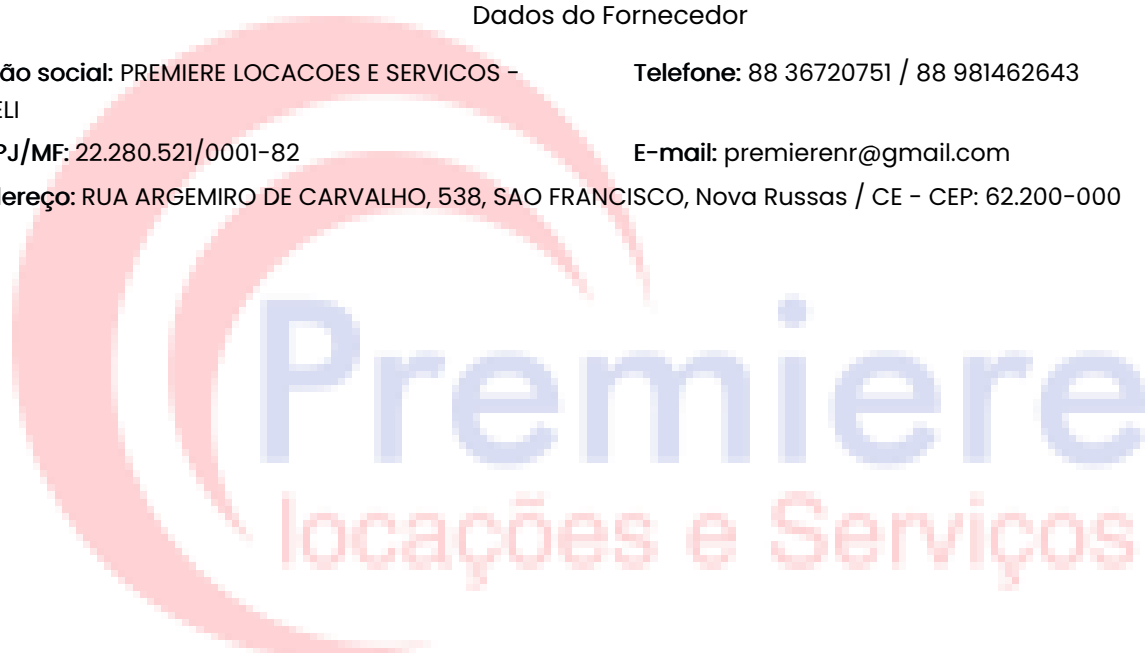 Dados do Fornecedor
ão social: PREMIERE LOCACOES E SERVICOS - Telefone: 88 36720751 / 88 981462643
ELI
PJ/MF: 22.280.521/0001-82 E-mail: premierenr@gmail.com
dereço: RUA ARGEMIRO DE CARVALHO, 538, SAO FRANCISCO, Nova Russas / CE - CEP: 62.200-000
Premiere
locações e Serviços